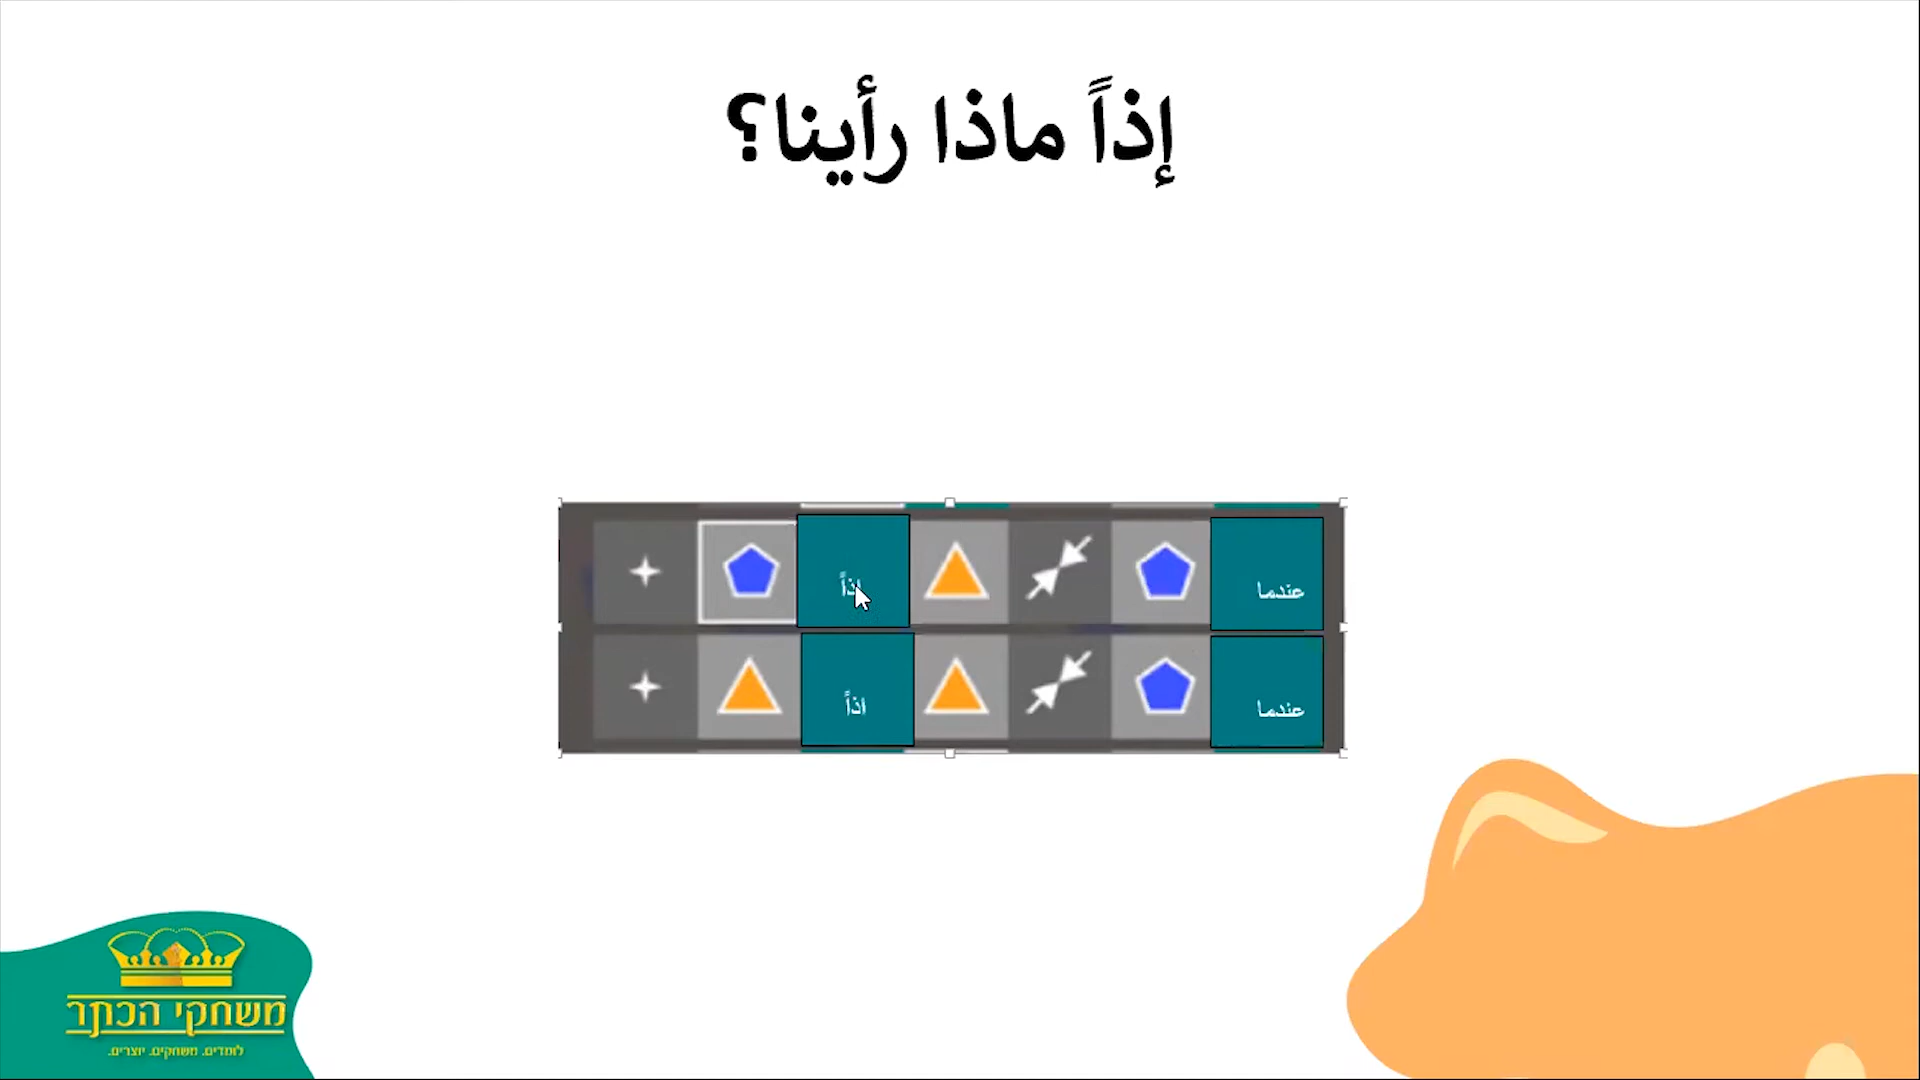 إذاً ماذا رأينا؟
عندما
اذاً
عندما
اذاً
משחקי הכתר
לומדים. משחקים. יוצרים.